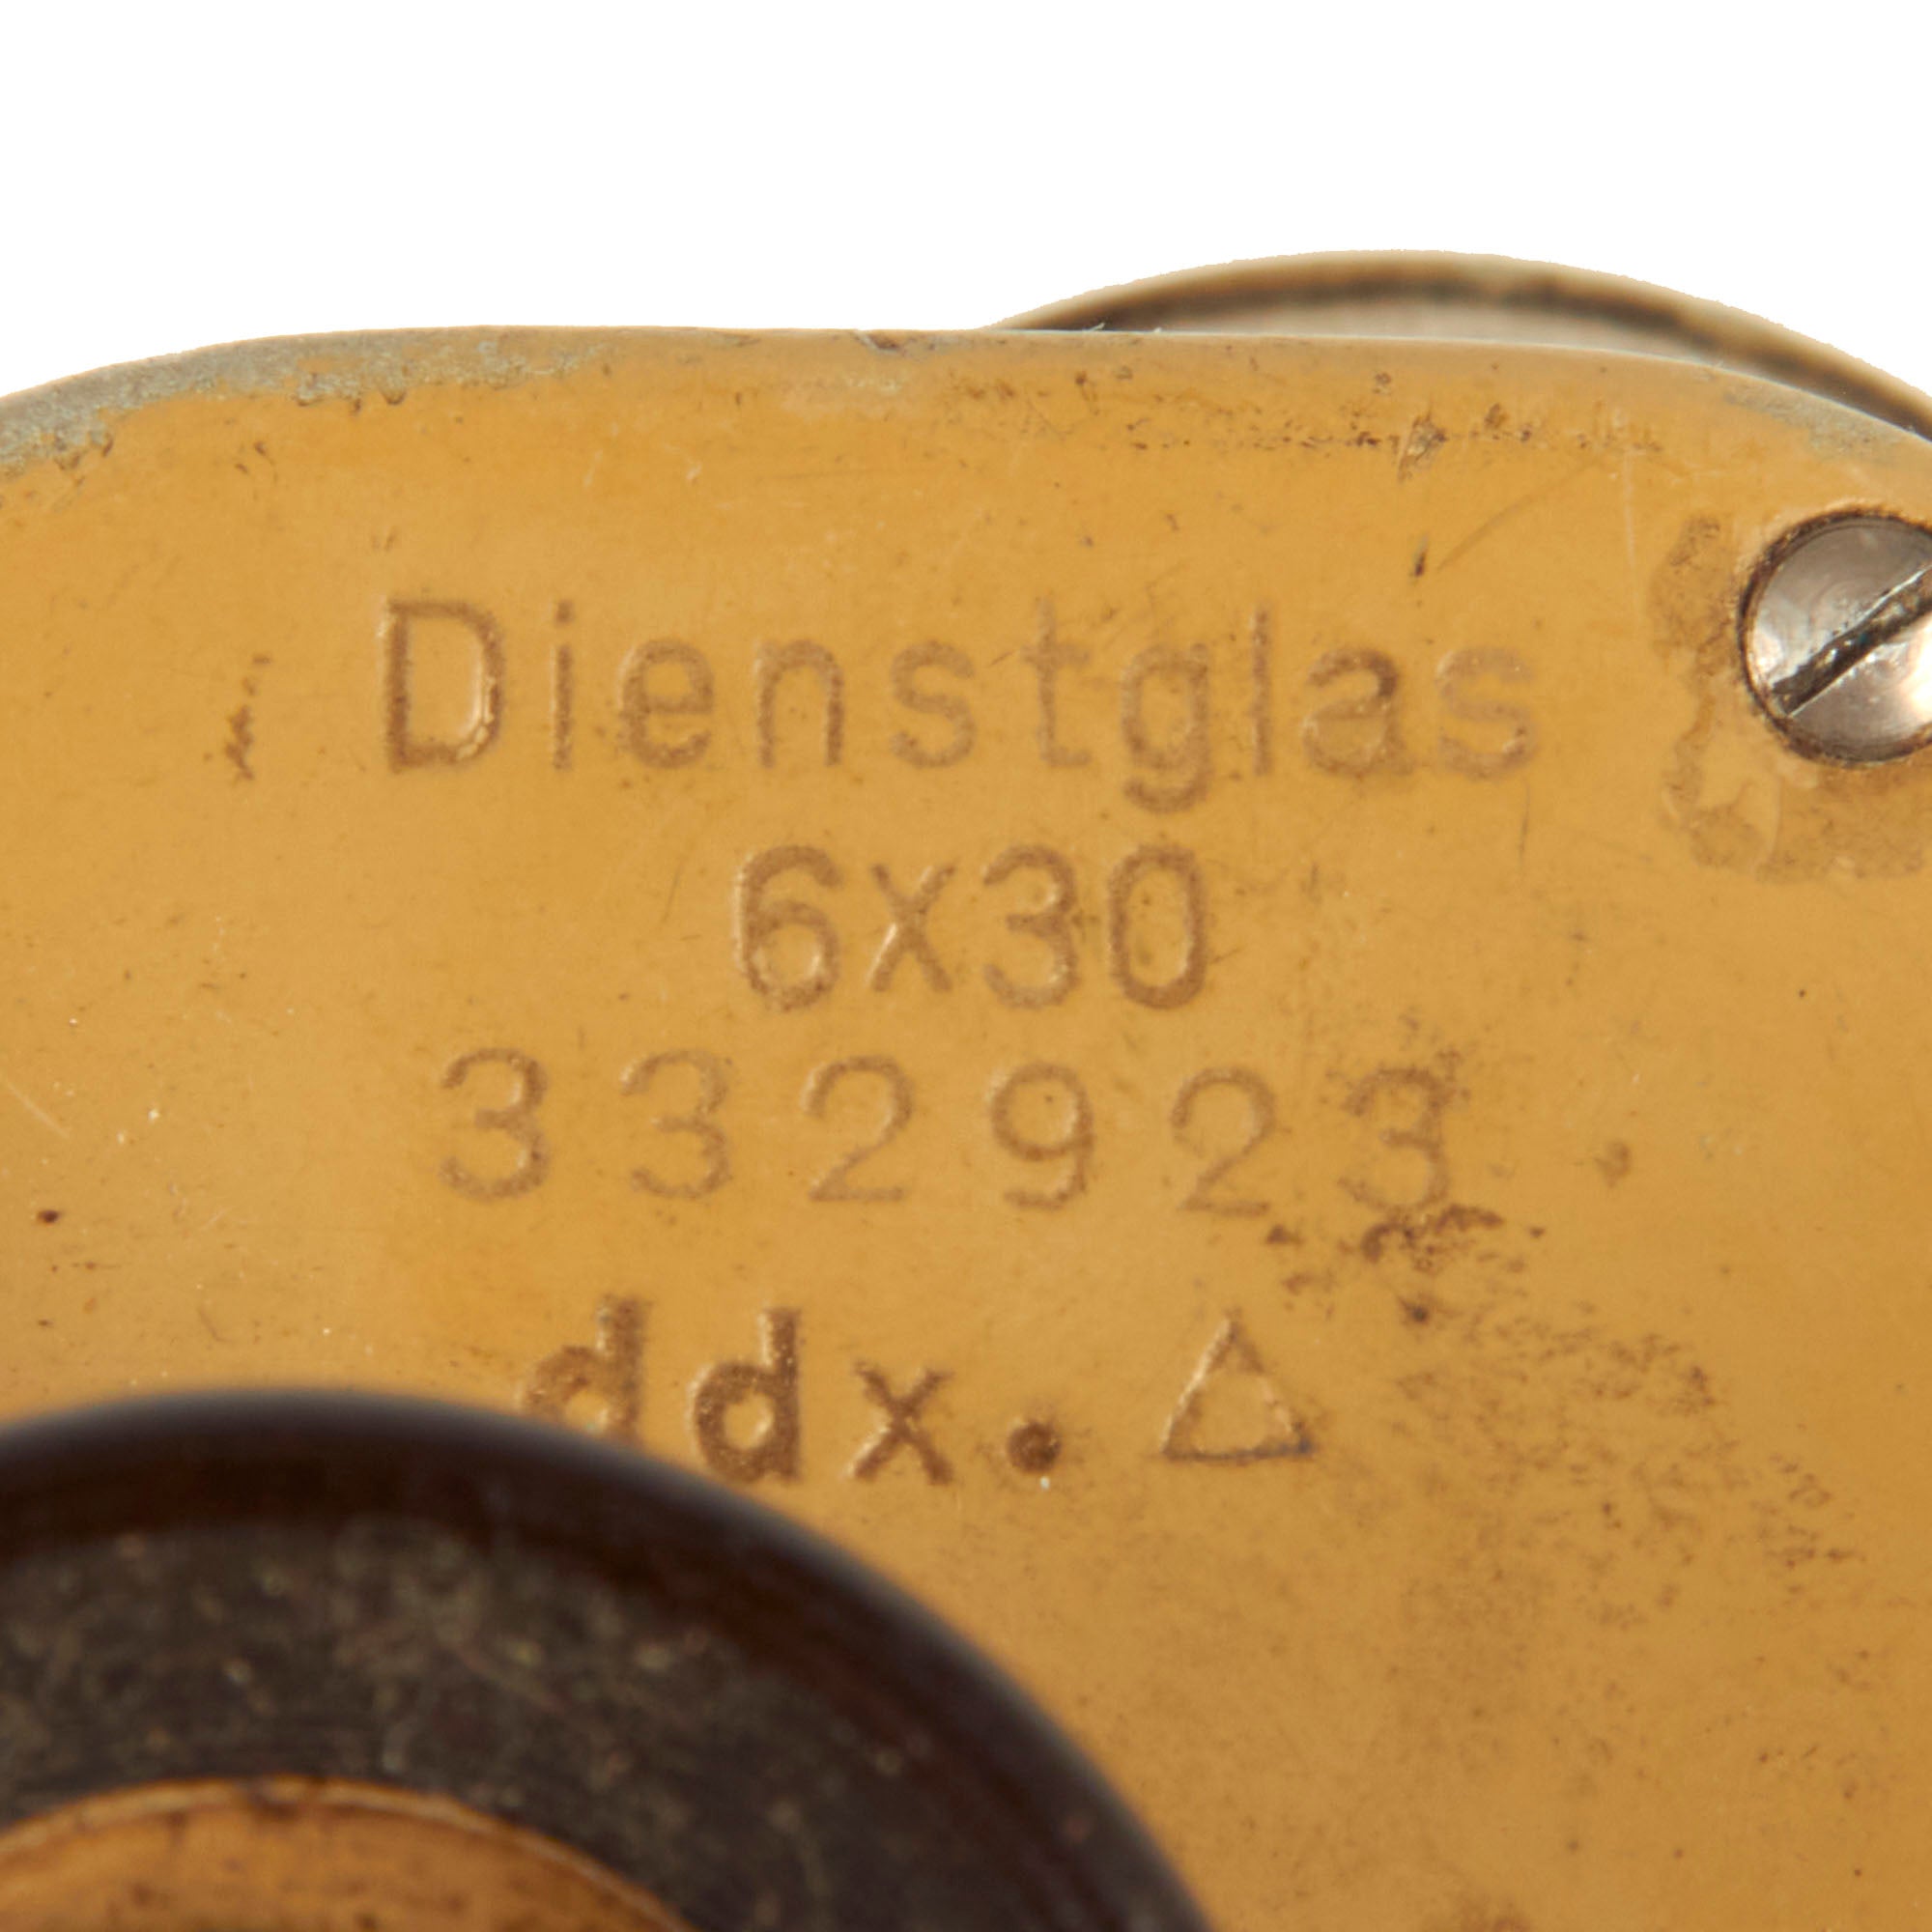 Dienstglas
6x30
332923
ddx. △